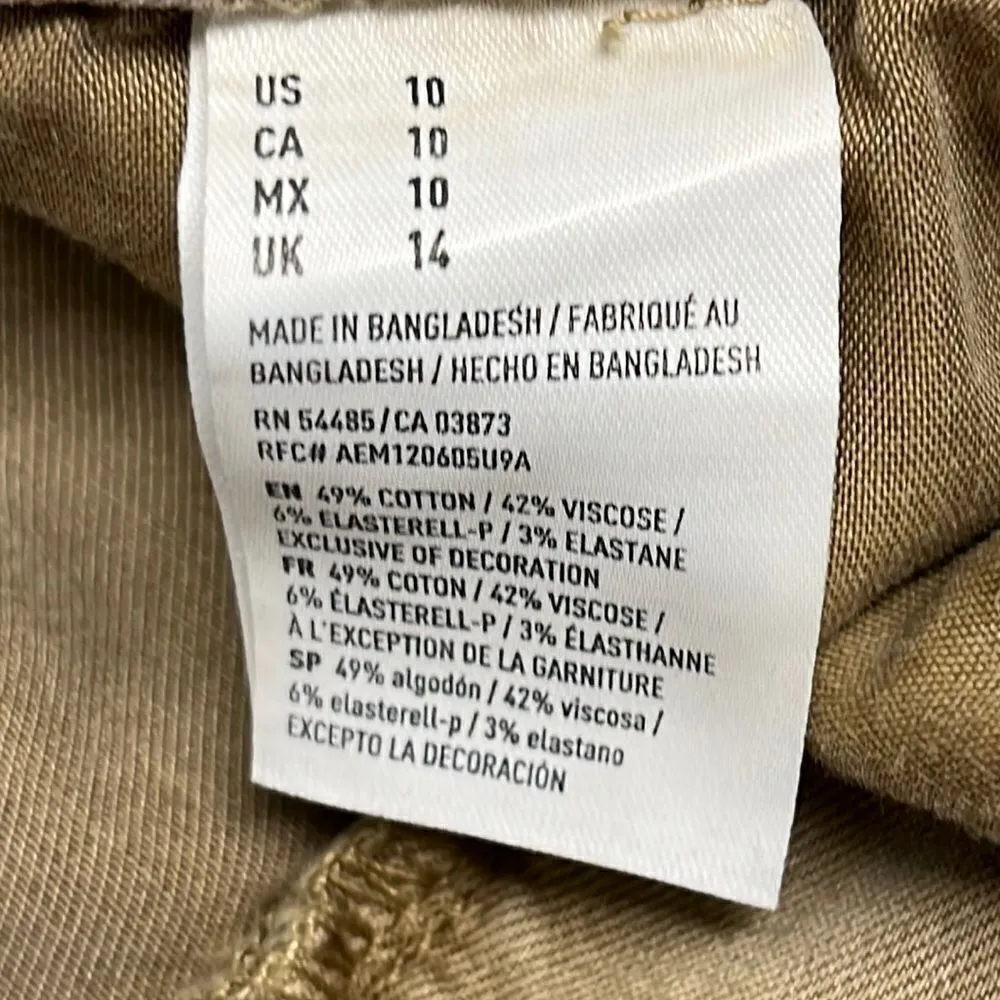 US 10
CA 10
MX 10
UK 14
MADE IN BANGLADESH / FABRIQUÉ AU
BANGLADESH / HECHO EN BANGLADESH
RN 54485 / CA 03873
RFC# AEM120605U9A
EN 49% COTTON / 42% VISCOSE /
6% ELASTERELL-P / 3% ELASTANE
EXCLUSIVE OF DECORATION
FR 49% COTON / 42% VISCOSE /
6% ÉLASTERELL-P / 3% ÉLASTHANNE
À L'EXCEPTION DE LA GARNITURE
SP 49% algodón / 42% viscosa /
6% elasterell-p / 3% elastano
EXCEPTO LA DECORACIÓN